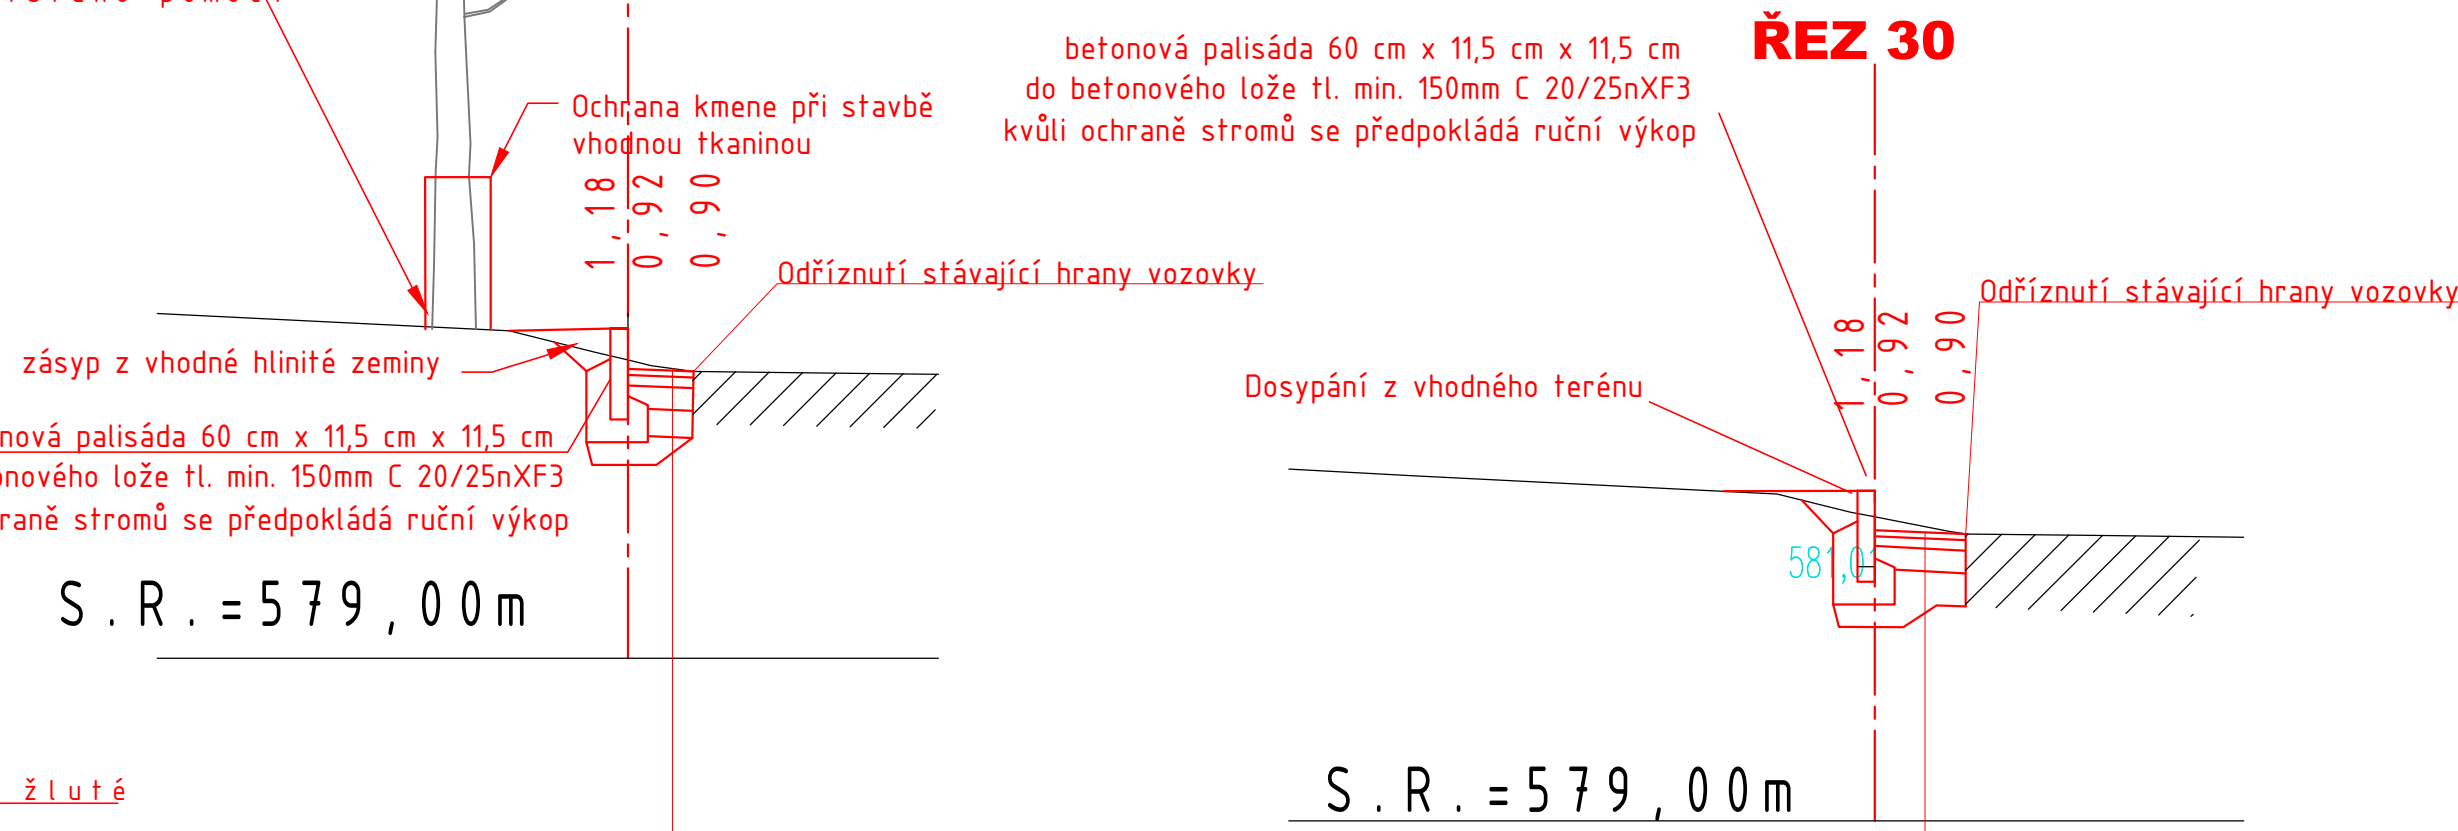 pomocí
Ochrana kmene při stavbě
vhodnou tkaninou
1,18
0,92
0,90
Odříznutí stávající hrany vozovky
zásyp z vhodné hlinité zeminy
nová palisáda 60 cm x 11,5 cm x 11,5 cm
onového lože tl. min. 150mm C 20/25nXF3
raně stromů se předpokládá ruční výkop
S.R.=579,00m
žluté
ŘEZ 30
betonová palisáda 60 cm x 11,5 cm x 11,5 cm
do betonového lože tl. min. 150mm C 20/25nXF3
kvůli ochraně stromů se předpokládá ruční výkop
1,18
0,92
0,90
Odříznutí stávající hrany vozovky
Dosypání z vhodného terénu
581,01
S.R.=579,00m